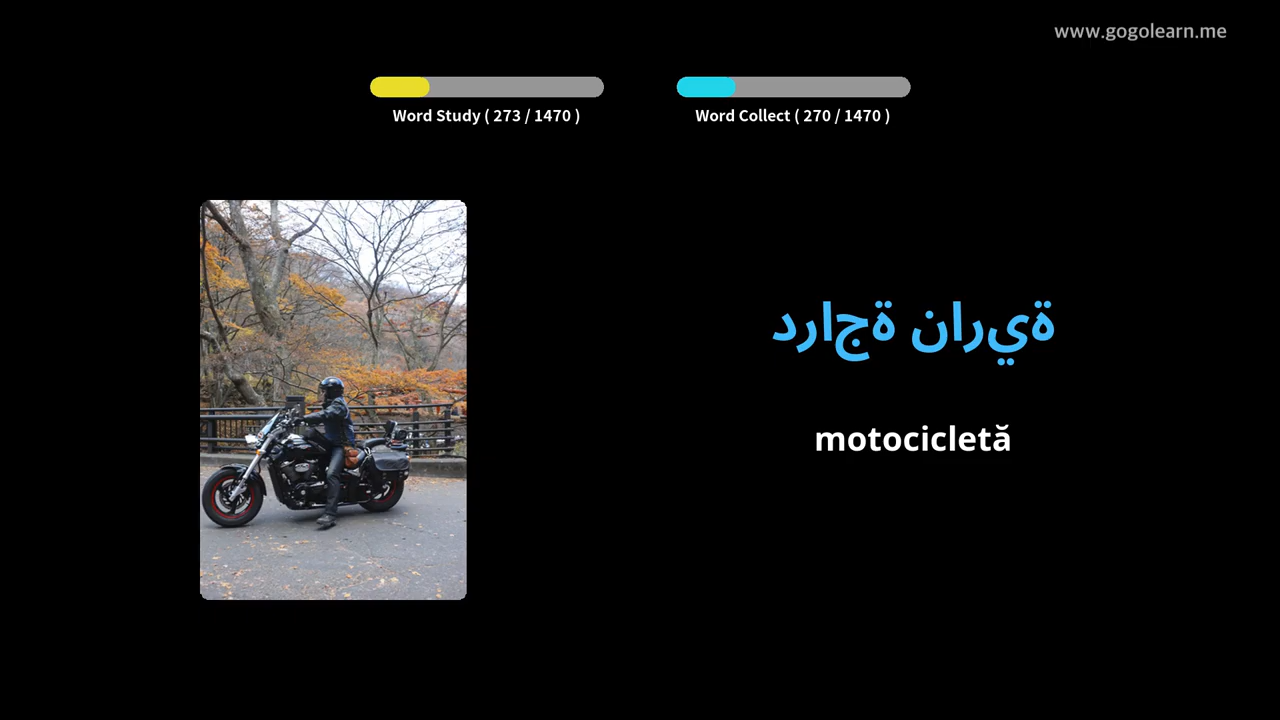 www.gogolearn.me
Word Study ( 273 / 1470 )
Word Collect ( 270 / 1470 )
دراجة نارية
motocicletă